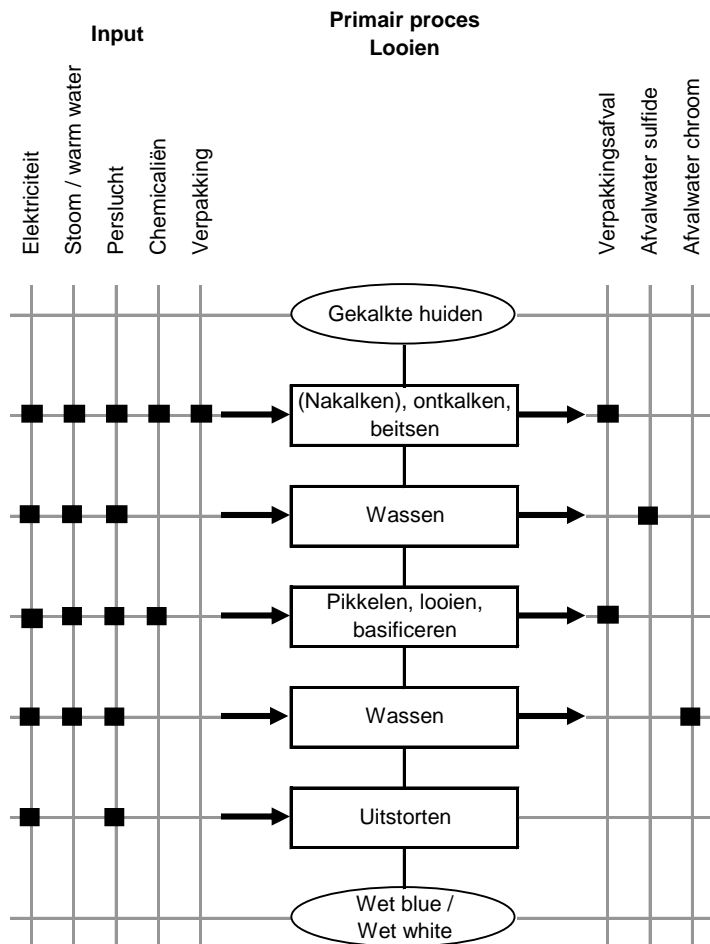 Input
Primair proces
Looien
Elektriciteit
Stoom / warm water
Perslucht
Chemicaliën
Verpakking
Verpakkingsafval
Afvalwater sulfide
Afvalwater chroom
Gekalkte huiden
(Nakalken), ontkalken,
beitsen
Wassen
Pikkelen, looien,
basificeren
Wassen
Uitstorten
Wet blue /
Wet white